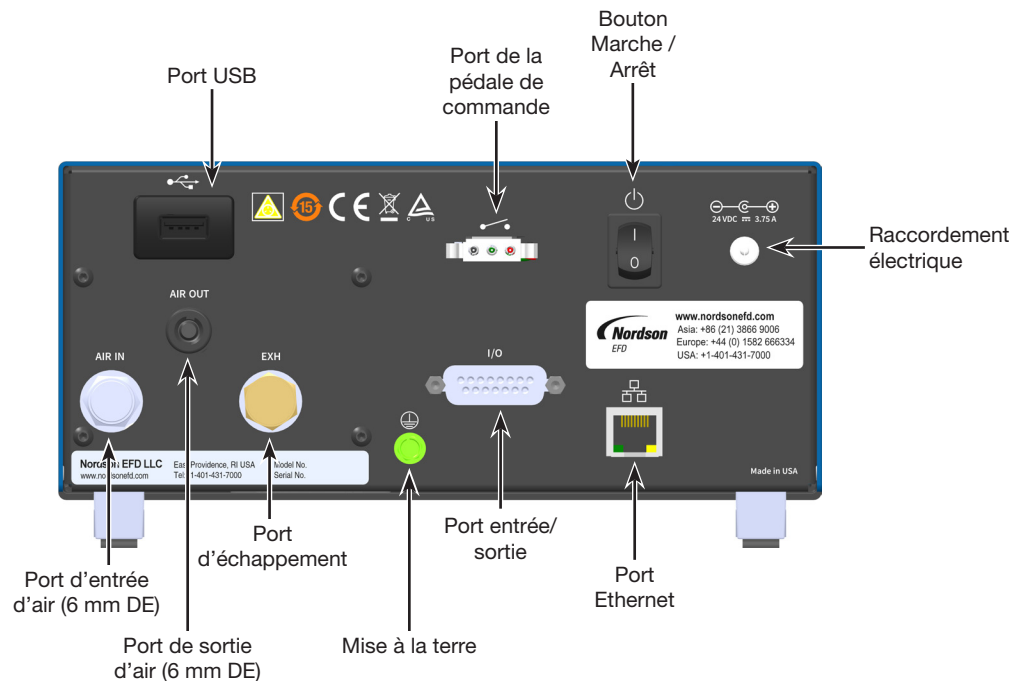 Bouton
Marche /
Arrêt
Port de la
pédale de
commande
Port USB
15
CE
C US
I
0
24 VDC 3.75 A
Raccordement
électrique
AIR OUT
www.nordsonefd.com
Nordson
EFD
Asia: +86 (21) 3866 9006
Europe: +44 (0) 1582 666334
USA: +1-401-431-7000
AIR IN
EXH
I/O
Nordson EFD LLC
www.nordsonefd.com
East Providence, RI USA
Tel: 1-401-431-7000
Model No.
Serial No.
Made in USA
Port
d'échappement
Port entrée/
sortie
Port
Ethernet
Port d'entrée
d'air (6 mm DE)
Port de sortie
d'air (6 mm DE)
Mise à la terre